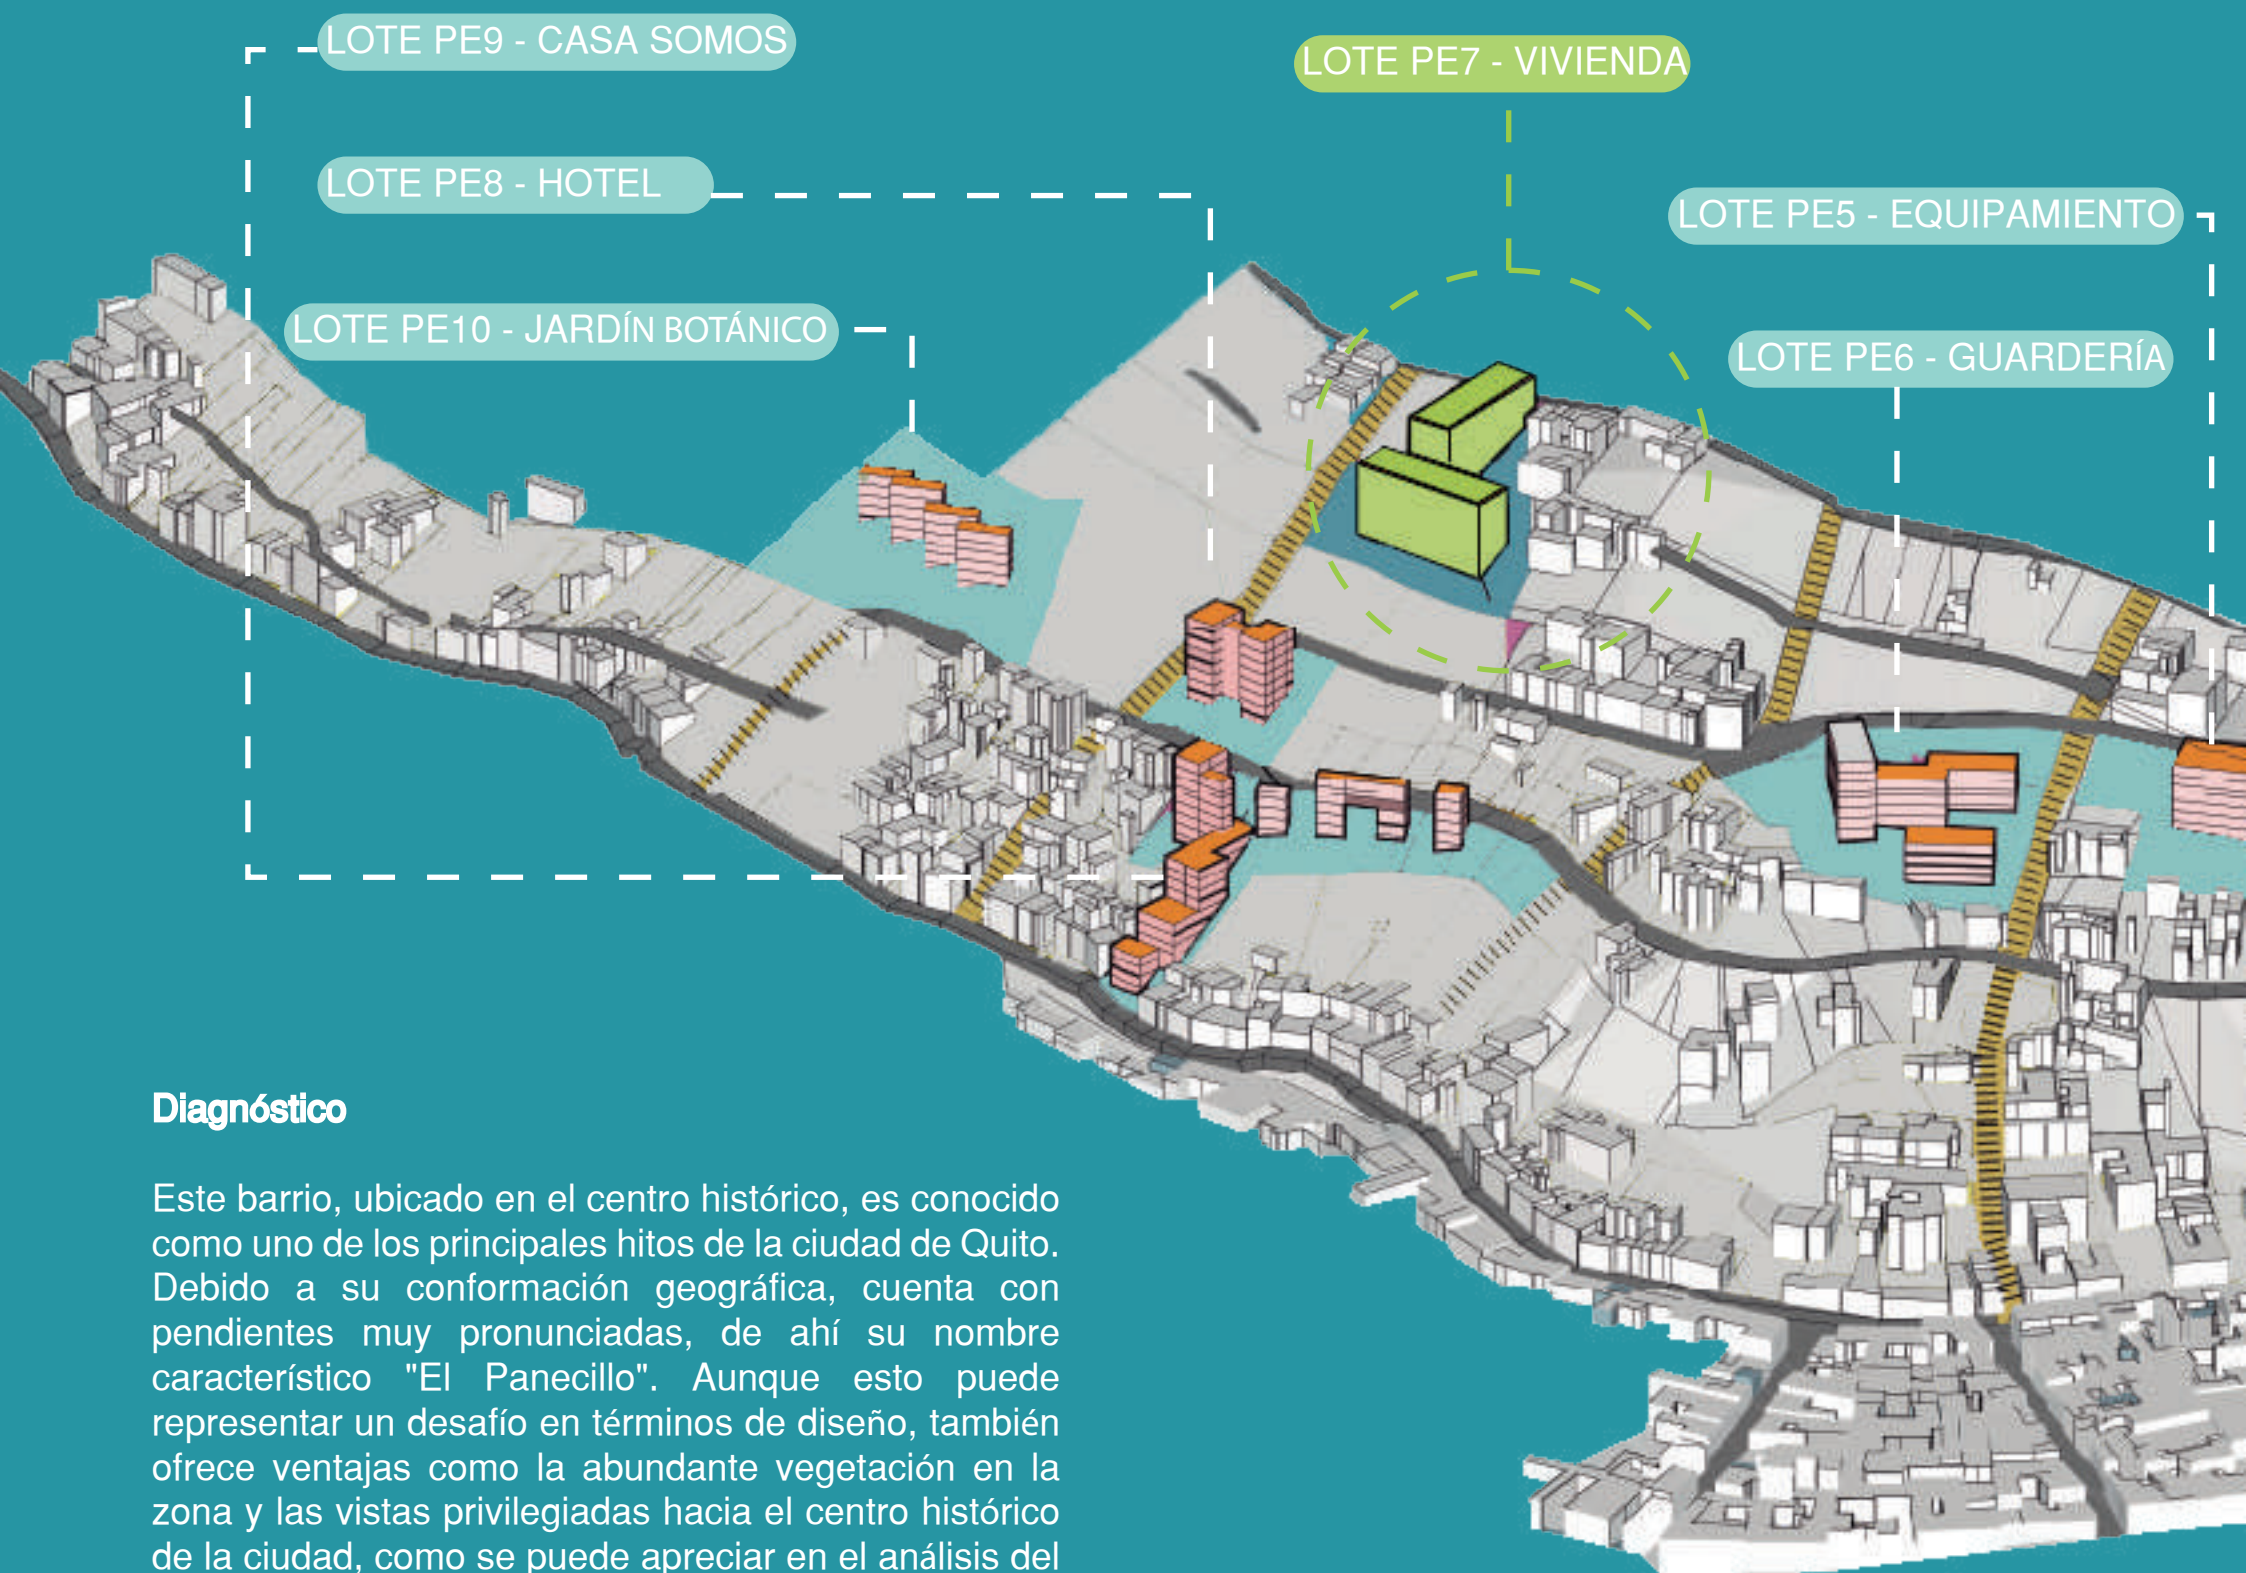 LOTE PE9 - CASA SOMOS
LOTE PE7 - VIVIENDA
LOTE PE8 - HOTEL
LOTE PE5 - EQUIPAMIENTO
LOTE PE10 - JARDÍN BOTÁNICO
LOTE PE6 - GUARDERÍA
Diagnóstico
Este barrio, ubicado en el centro histórico, es conocido
como uno de los principales hitos de la ciudad de Quito.
Debido a su conformación geográfica, cuenta con
pendientes muy pronunciadas, de ahí su nombre
característico "El Panecillo". Aunque esto puede
representar un desafío en términos de diseño, también
ofrece ventajas como la abundante vegetación en la
zona y las vistas privilegiadas hacia el centro histórico
de la ciudad, como se puede apreciar en el análisis del